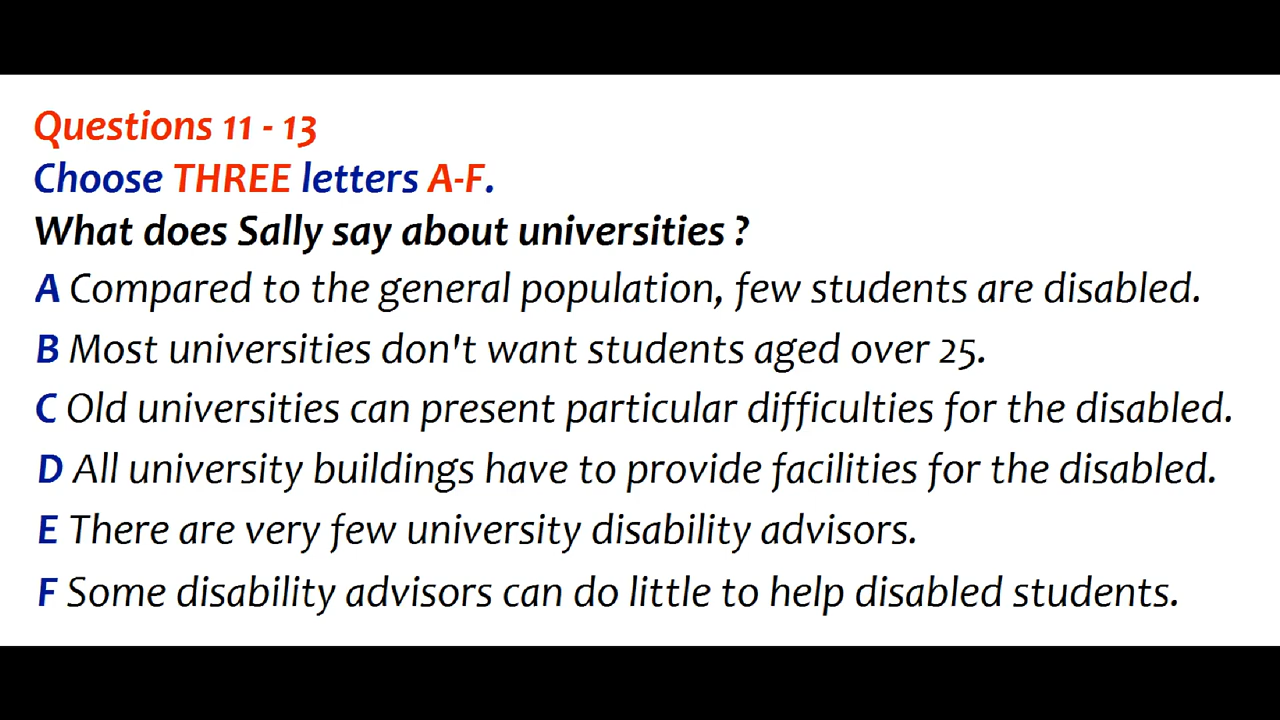 Questions 11 - 13
Choose THREE letters A-F.
What does Sally say about universities ?
A Compared to the general population, few students are disabled.
B Most universities don't want students aged over 25.
C Old universities can present particular difficulties for the disabled.
D All university buildings have to provide facilities for the disabled.
E There are very few university disability advisors.
F Some disability advisors can do little to help disabled students.